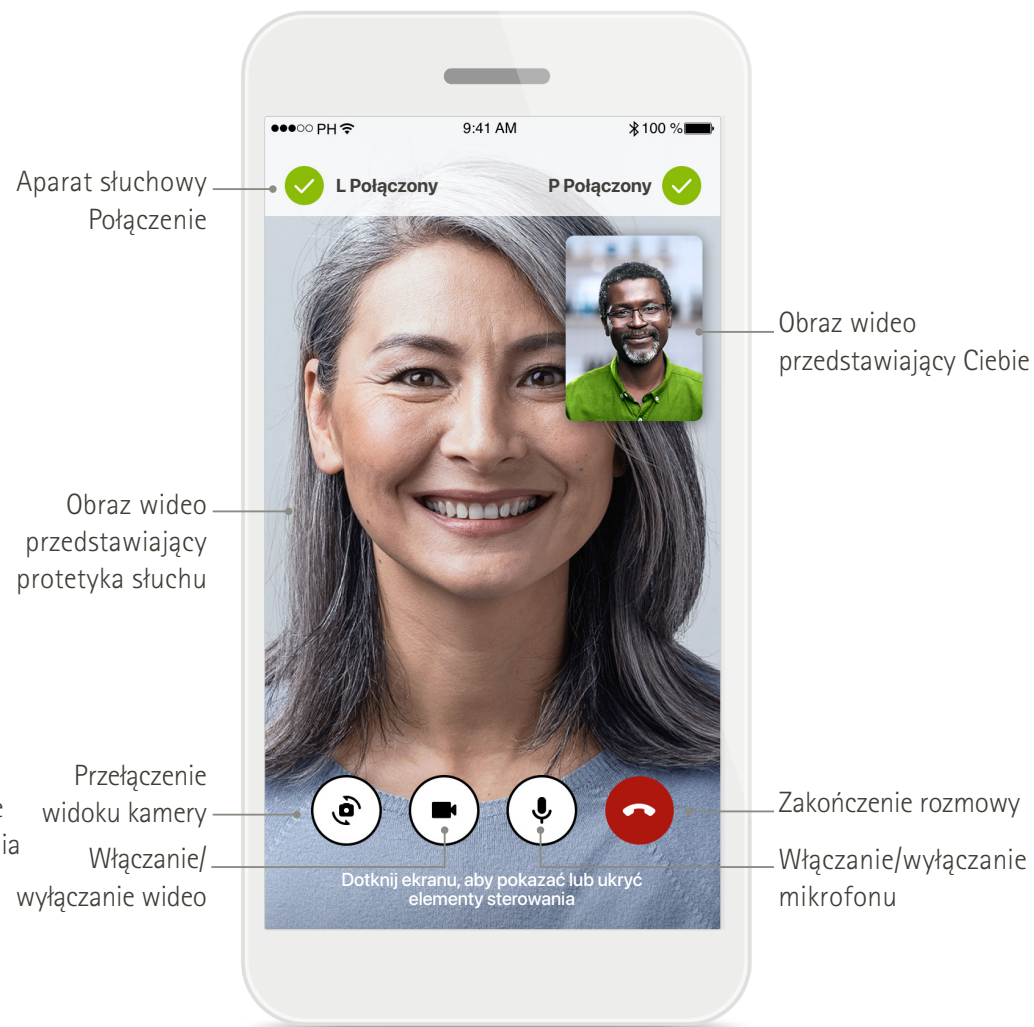 PH
9:41 AM
100 %
L Połączony
P Połączony
Aparat słuchowy
Połączenie
Obraz wideo
przedstawiający Ciebie
Obraz wideo
przedstawiający
protetyka słuchu
Przełączenie
widoku kamery
Włączanie/
wyłączanie wideo
Zakończenie rozmowy
Włączanie/wyłączanie
mikrofonu
Dotknij ekranu, aby pokazać lub ukryć
elementy sterowania